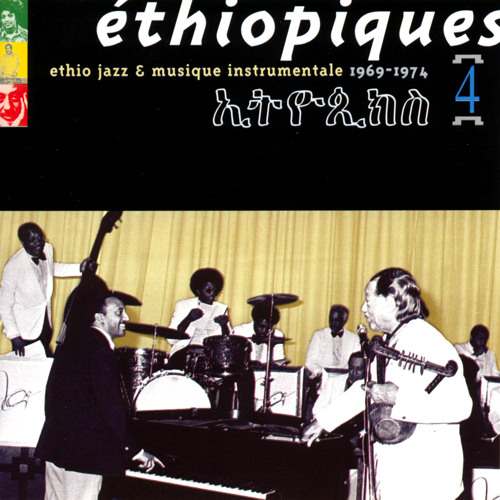 éthiopiques
ethio jazz & musique instrumentale 1969-1974
ኢትዮጲክስ
4